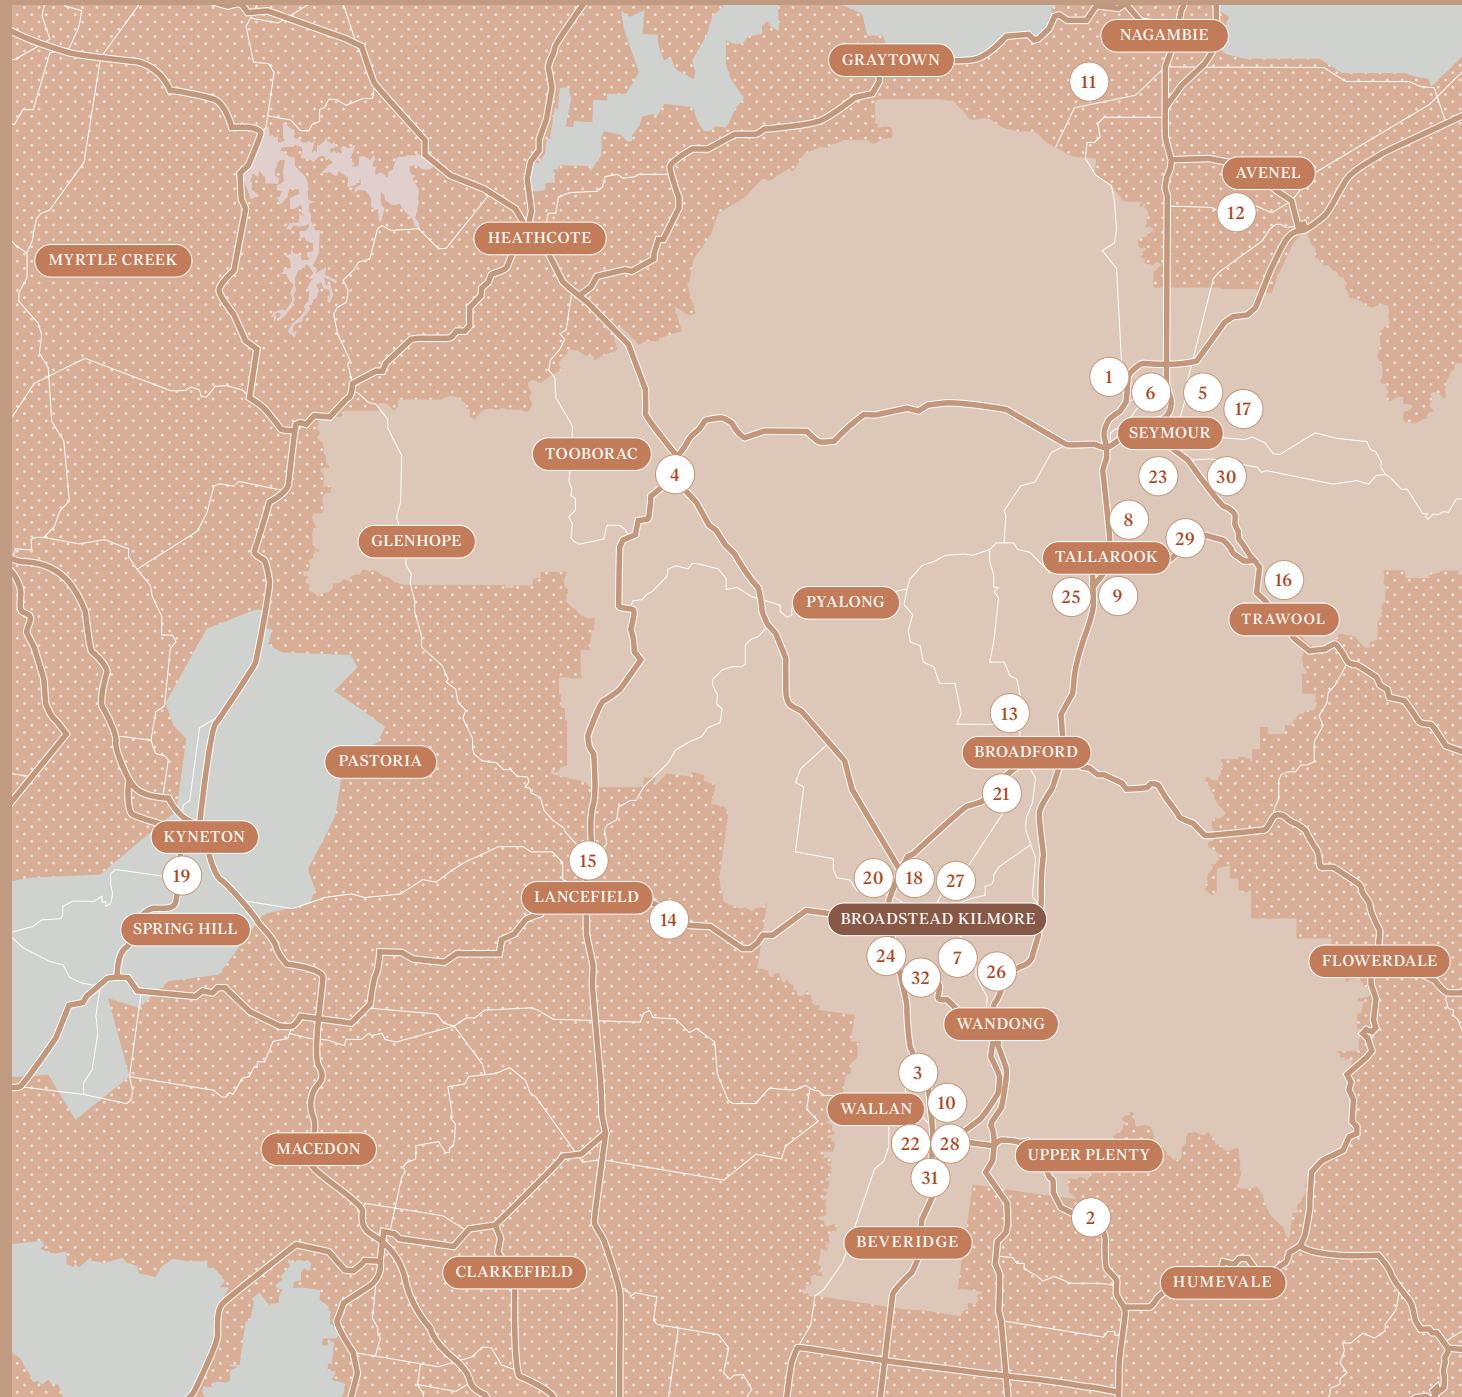 NAGAMBIE
GRAYTOWN
11
AVENEL
12
HEATHCOTE
MYRTLE CREEK
1
6
5
17
SEYMOUR
TOOBORAC
4
23
30
8
GLENHOPE
29
TALLAROOK
16
25
9
PYALONG
TRAWOOL
13
BROADFORD
PASTORIA
21
KYNETON
15
19
20
18
27
LANCEFIELD
14
BROADSTEAD KILMORE
SPRING HILL
24
7
FLOWERDALE
32
26
WANDONG
3
10
WALLAN
22
28
MACEDON
UPPER PLENTY
31
2
BEVERIDGE
CLARKEFIELD
HUMEVALE